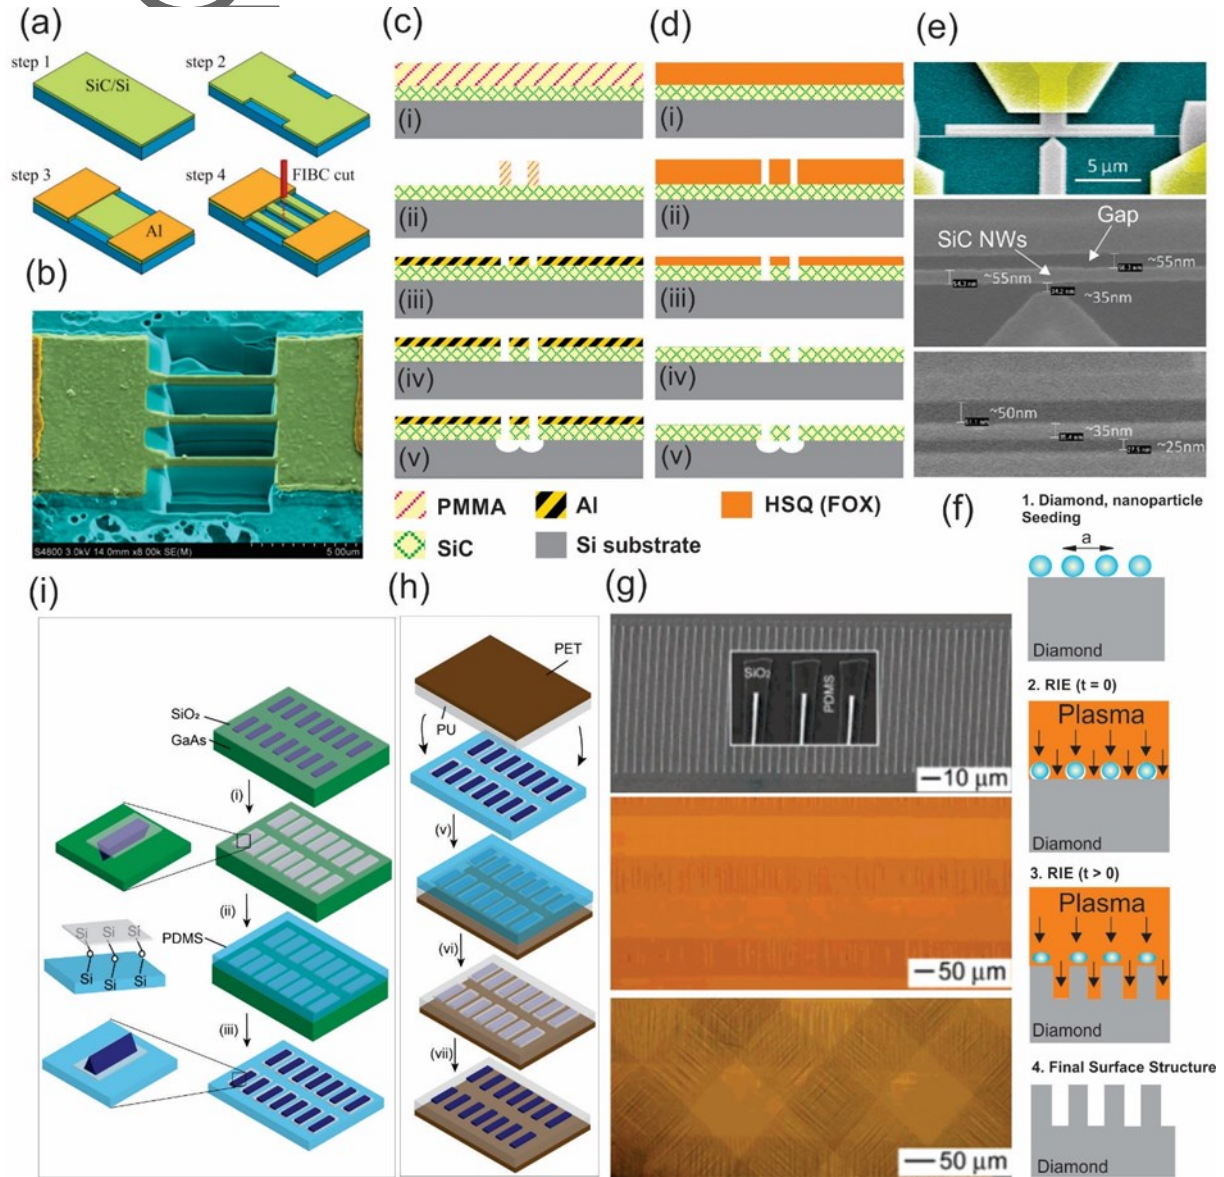 (a)
step 1
SiC/Si
step 2
step 3
Al
step 4
FIBC cut
(b)
S4800 3.0kV 14.0mm x8.00k SE(M)
5.00um
(c)
(i)
(ii)
(iii)
(iv)
(v)
(d)
(i)
(ii)
(iii)
(iv)
(v)
PMMA
Al
HSQ (FOX)
SiC
Si substrate
(e)
5 μm
Gap
SiC NWs
~55nm
~55nm
~35nm
~50nm
~35nm
~25nm
(f)
1. Diamond, nanoparticle
Seeding
a
Diamond
2. RIE (t = 0)
Plasma
Diamond
3. RIE (t > 0)
Plasma
Diamond
4. Final Surface Structure
Diamond
(g)
SiO₂
PDMS
10 μm
50 μm
50 μm
(h)
PET
PU
(v)
(vi)
(vii)
(i)
SiO₂
GaAs
(i)
(ii)
PDMS
Si Si Si
Si Si Si
(iii)